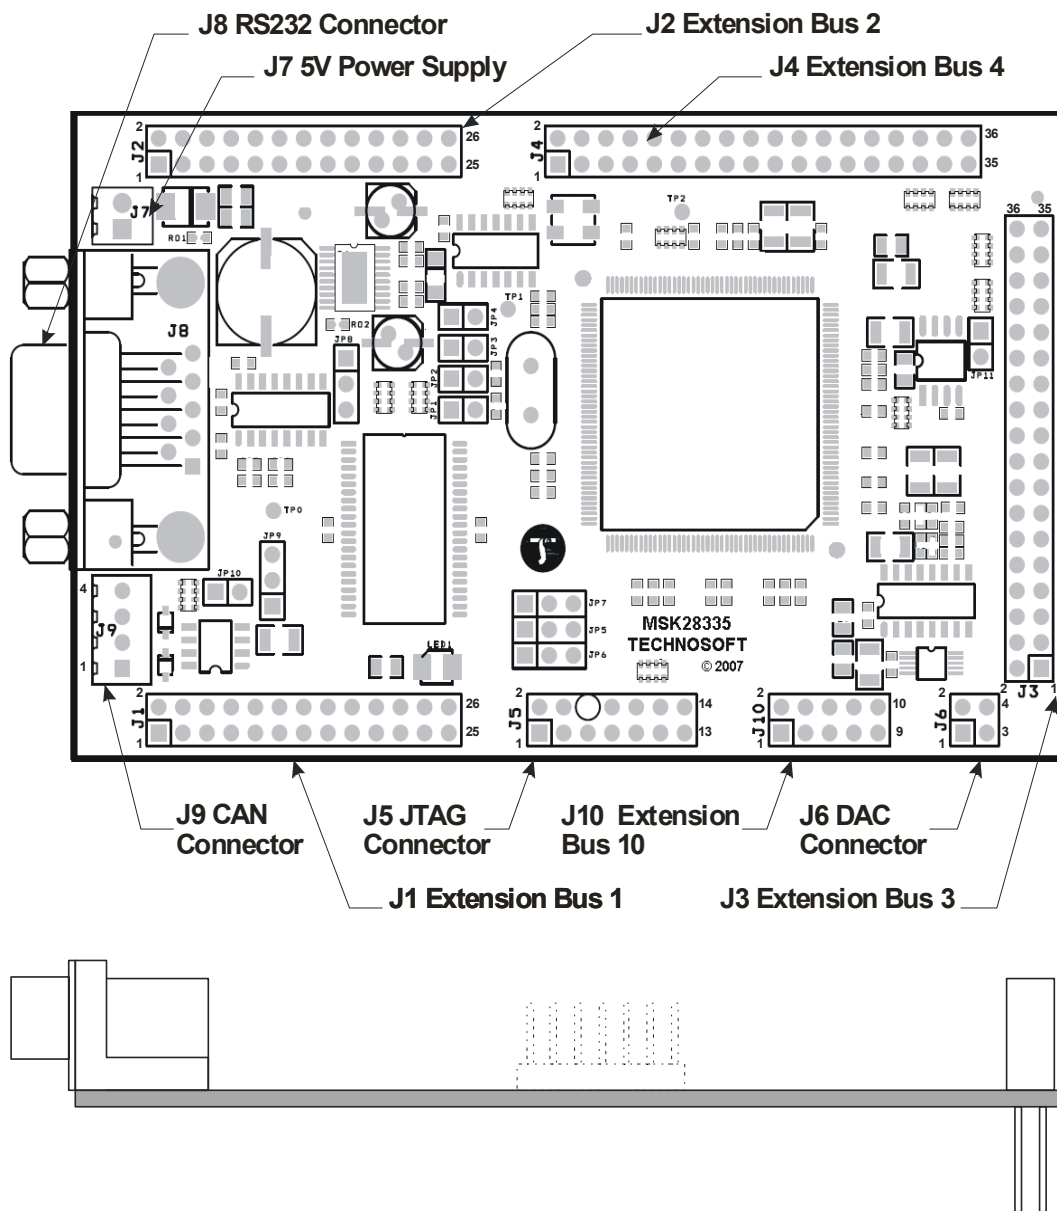 J8 RS232 Connector
J2 Extension Bus 2
J7 5V Power Supply
J4 Extension Bus 4
2
26
J2
1
25
2
36
J4
1
35
J7
RO1
TP2
36 35
J8
TP1
RO2
JP4
JP3
JP2
JP1
JP8
JP11
TP0
JP9
JP10
4
J9
1
LED1
JP7
JP5
JP6
MSK28335
TECHNOSOFT
© 2007
2
J3
1
2
26
J1
1
25
2
14
J5
1
13
2
10
J10
1
9
2
4
J6
1
3
J9 CAN
Connector
J5 JTAG
Connector
J10 Extension
Bus 10
J6 DAC
Connector
J1 Extension Bus 1
J3 Extension Bus 3